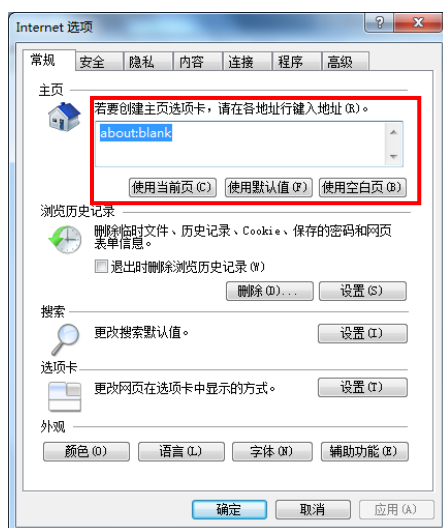 Internet 选项
常规 安全 隐私 内容 连接 程序 高级
主页
若要创建主页选项卡，请在各地址行键入地址(R)。
about:blank
使用当前页(C) 使用默认值(F) 使用空白页(B)
浏览历史记录
删除临时文件、历史记录、Cookie、保存的密码和网页
表单信息。
退出时删除浏览历史记录(W)
删除(D)... 设置(S)
搜索
更改搜索默认值。 设置(I)
选项卡
更改网页在选项卡中显示的方式。 设置(T)
外观
颜色(O) 语言(L) 字体(N) 辅助功能(E)
确定 取消 应用(A)